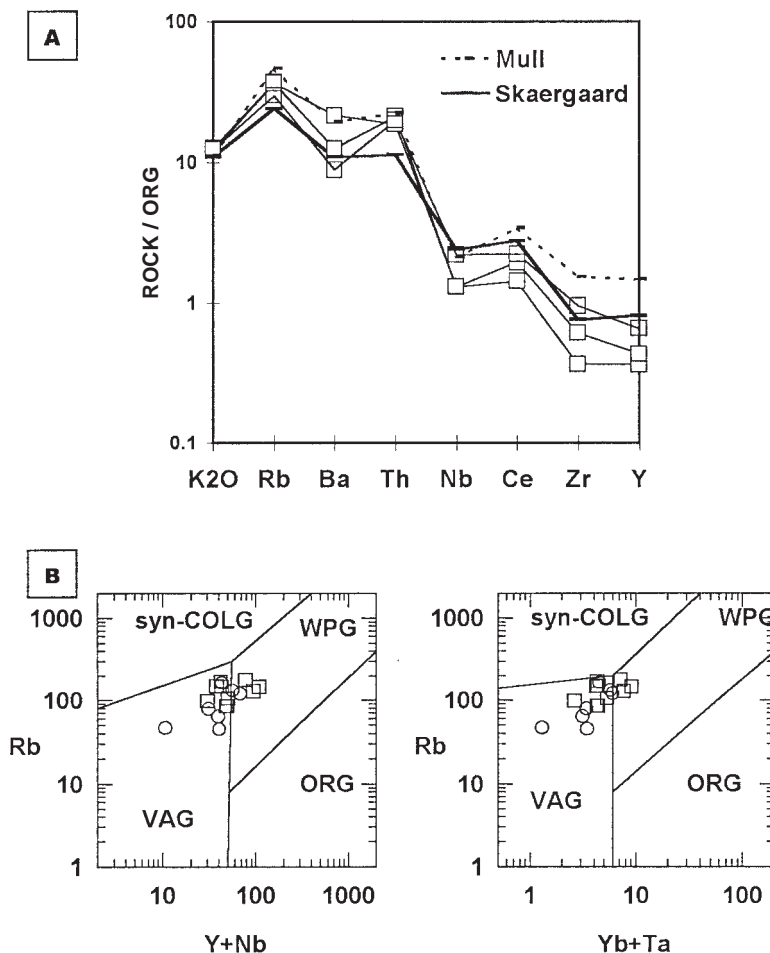 A
100
10
1
0.1
ROCK / ORG
Mull
Skaergaard
K2O Rb Ba Th Nb Ce Zr Y
B
1000
100
10
1
Rb
syn-COLG
WPG
VAG
ORG
10 100 1000
Y+Nb
1000
100
10
1
Rb
syn-COLG
WPG
VAG
ORG
1 10 100
Yb+Ta